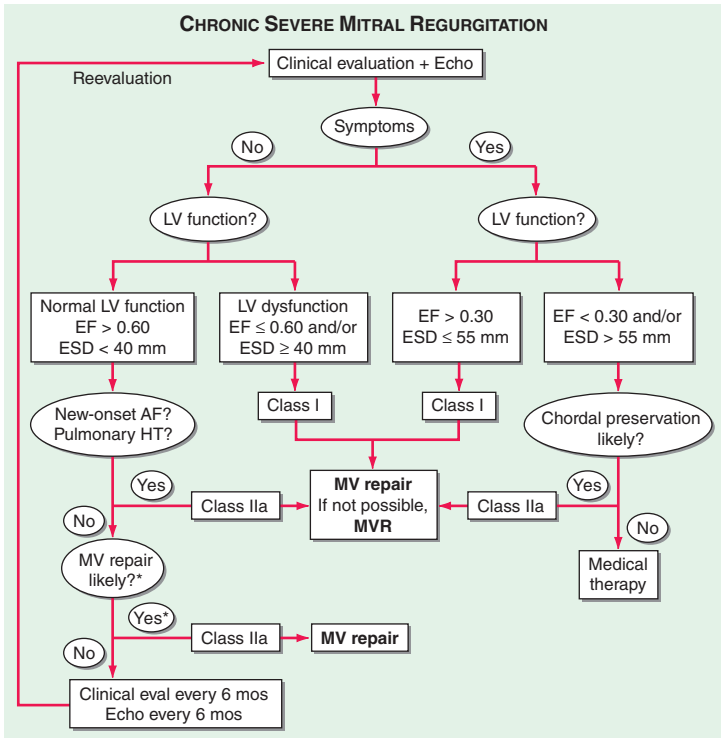 CHRONIC SEVERE MITRAL REGURGITATION
Clinical evaluation + Echo
Reevaluation
Symptoms
No
Yes
LV function?
LV function?
Normal LV function
EF > 0.60
ESD < 40 mm
LV dysfunction
EF ≤ 0.60 and/or
ESD ≥ 40 mm
EF > 0.30
ESD ≤ 55 mm
EF < 0.30 and/or
ESD > 55 mm
New-onset AF?
Pulmonary HT?
Class I
Class I
Chordal preservation
likely?
Yes
Class IIa
MV repair
If not possible,
MVR
Class IIa
Yes
No
No
MV repair
likely?*
Medical
therapy
Yes*
Class IIa
MV repair
No
Clinical eval every 6 mos
Echo every 6 mos